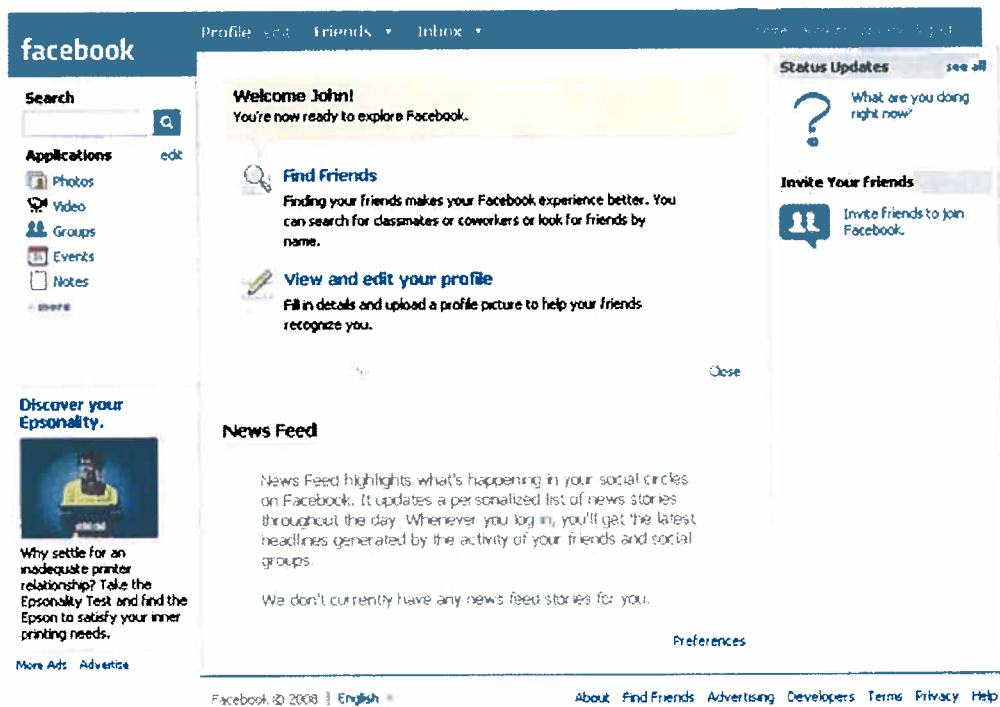 facebook
Profile edit Friends Inbox
Search
Applications edit
Photos
Video
Groups
Events
Notes
more
Discover your
Epsonality.
Why settle for an
inadequate printer
relationship? Take the
Epsonality Test and find the
Epson to satisfy your inner
printing needs.
More Ads Advertise
Welcome John!
You're now ready to explore Facebook.
Find Friends
Finding your friends makes your Facebook experience better. You
can search for classmates or coworkers or look for friends by
name.
View and edit your profile
Fill in details and upload a profile picture to help your friends
recognize you.
Close
News Feed
News Feed highlights what's happening in your social circles
on Facebook. It updates a personalized list of news stories
throughout the day. Whenever you log in, you'll get the latest
headlines generated by the activity of your friends and social
groups.
We don't currently have any news feed stories for you.
Preferences
Status Updates see all
What are you doing
right now?
Invite Your Friends
Invite friends to join
Facebook.
Facebook © 2008 | English
About Find Friends Advertising Developers Terms Privacy Help